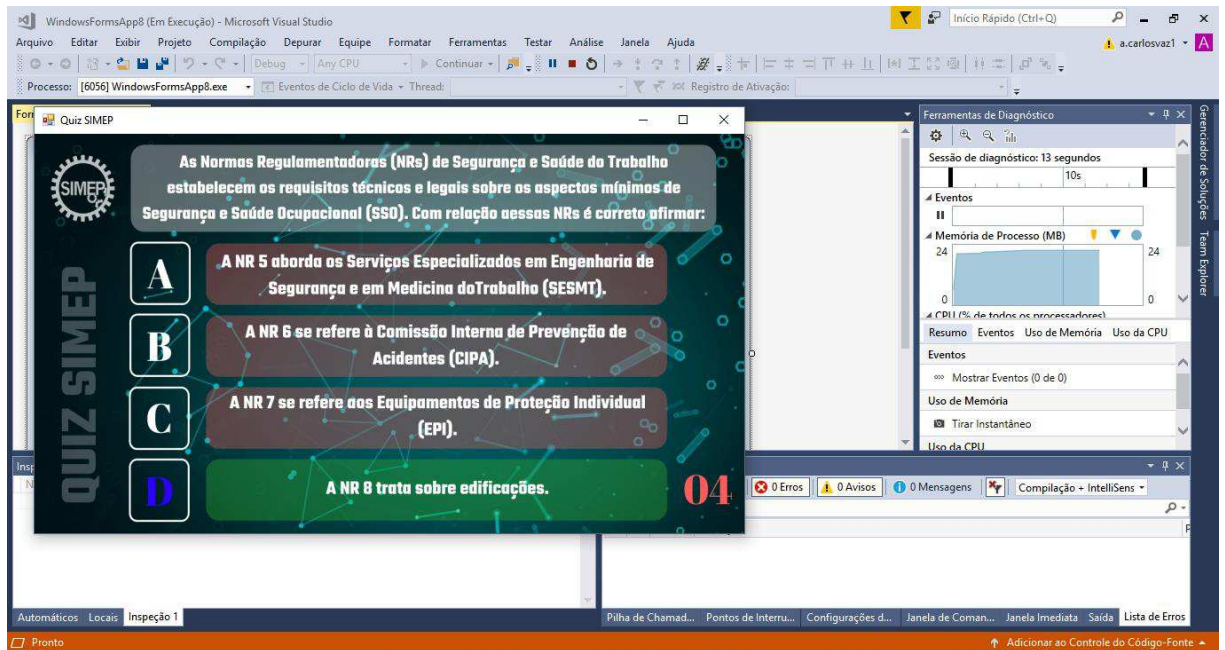 WindowsFormsApp8 (Em Execução) - Microsoft Visual Studio
Início Rápido (Ctrl+Q)
Arquivo Editar Exibir Projeto Compilação Depurar Equipe Formatar Ferramentas Testar Análise Janela Ajuda
a.carlosvaz1 A
Debug Any CPU Continuar
Processo: [6056] WindowsFormsApp8.exe Eventos de Ciclo de Vida Thread: Registro de Ativação:
Quiz SIMEP
SIMEP
As Normas Regulamentadoras (NRs) de Segurança e Saúde do Trabalho
estabelecem os requisitos técnicos e legais sobre os aspectos mínimos de
Segurança e Saúde Ocupacional (SSO). Com relação aessas NRs é correto afirmar:
QUIZ SIMEP
A
A NR 5 aborda os Serviços Especializados em Engenharia de
Segurança e em Medicina doTrabalho (SESMT).
B
A NR 6 se refere à Comissão Interna de Prevenção de
Acidentes (CIPA).
C
A NR 7 se refere aos Equipamentos de Proteção Individual
(EPI).
D
A NR 8 trata sobre edificações.
04
Ferramentas de Diagnóstico
Sessão de diagnóstico: 13 segundos
10s
Eventos
Memória de Processo (MB)
24 24
0 0
CPU (% de todos os processadores)
Resumo Eventos Uso de Memória Uso da CPU
Eventos
Mostrar Eventos (0 de 0)
Uso de Memória
Tirar Instantâneo
Uso da CPU
Gerenciador de Soluções
Team Explorer
0 Erros 0 Avisos 0 Mensagens Compilação + IntelliSens
Automáticos Locais Inspeção 1
Pilha de Chamad... Pontos de Interru... Configurações d... Janela de Coman... Janela Imediata Saída Lista de Erros
Pronto
Adicionar ao Controle do Código-Fonte